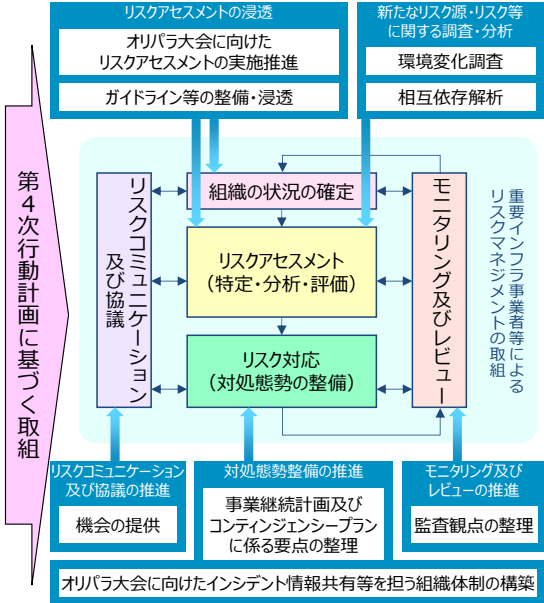 リスクアセスメントの浸透
オリパラ大会に向けた
リスクアセスメントの実施推進
ガイドライン等の整備・浸透
新たなリスク源・リスク等
に関する調査・分析
環境変化調査
相互依存解析
第4次行動計画に基づく取組
リスクコミュニケーション
及び協議
組織の状況の確定
リスクアセスメント
（特定・分析・評価）
リスク対応
（対処態勢の整備）
モニタリング及びレビュー
重要インフラ事業者等による
リスクマネジメントの取組
リスクコミュニケーション
及び協議の推進
機会の提供
対処態勢整備の推進
事業継続計画及び
コンティンジェンシープラン
に係る要点の整理
モニタリング及び
レビューの推進
監査観点の整理
オリパラ大会に向けたインシデント情報共有等を担う組織体制の構築